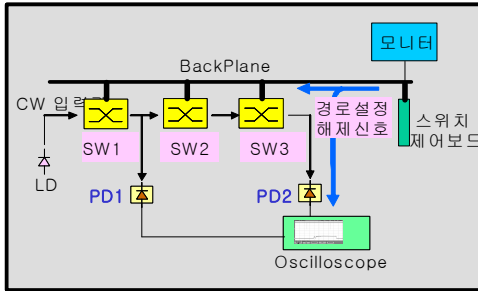 모니터
BackPlane
CW 입력
경로설정
해제신호
스위치
제어보드
SW1
SW2
SW3
LD
PD1
PD2
Oscilloscope